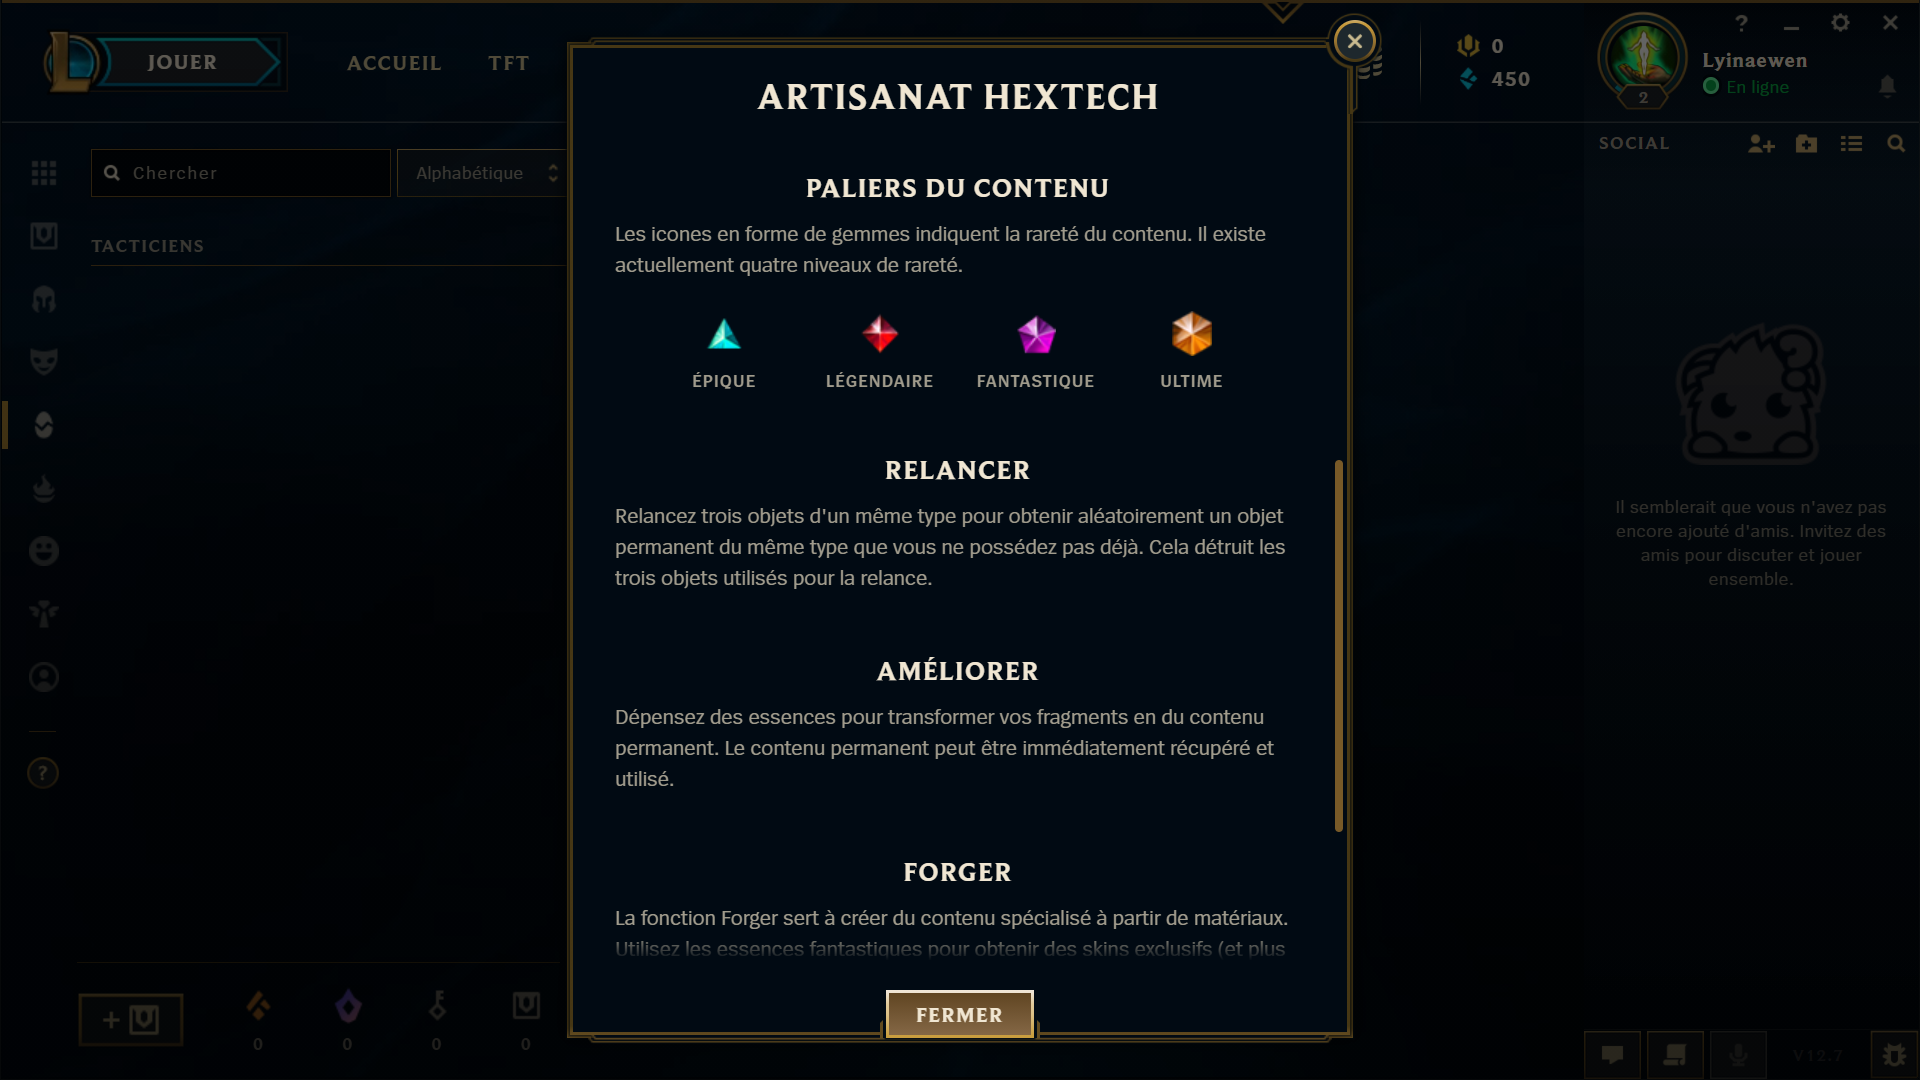 JOUER
ACCUEIL
TFT
0
450
Lyinaewen
En ligne
2
SOCIAL
Chercher
Alphabétique
TACTICIENS
ARTISANAT HEXTECH
PALIERS DU CONTENU
Les icones en forme de gemmes indiquent la rareté du contenu. Il existe
actuellement quatre niveaux de rareté.
ÉPIQUE
LÉGENDAIRE
FANTASTIQUE
ULTIME
RELANCER
Relancez trois objets d'un même type pour obtenir aléatoirement un objet
permanent du même type que vous ne possédez pas déjà. Cela détruit les
trois objets utilisés pour la relance.
AMÉLIORER
Dépensez des essences pour transformer vos fragments en du contenu
permanent. Le contenu permanent peut être immédiatement récupéré et
utilisé.
FORGER
La fonction Forger sert à créer du contenu spécialisé à partir de matériaux.
Utilisez les essences fantastiques pour obtenir des skins exclusifs (et plus
FERMER
Il semblerait que vous n'avez pas
encore ajouté d'amis. Invitez des
amis pour discuter et jouer
ensemble.
0
0
0
0
V12.7